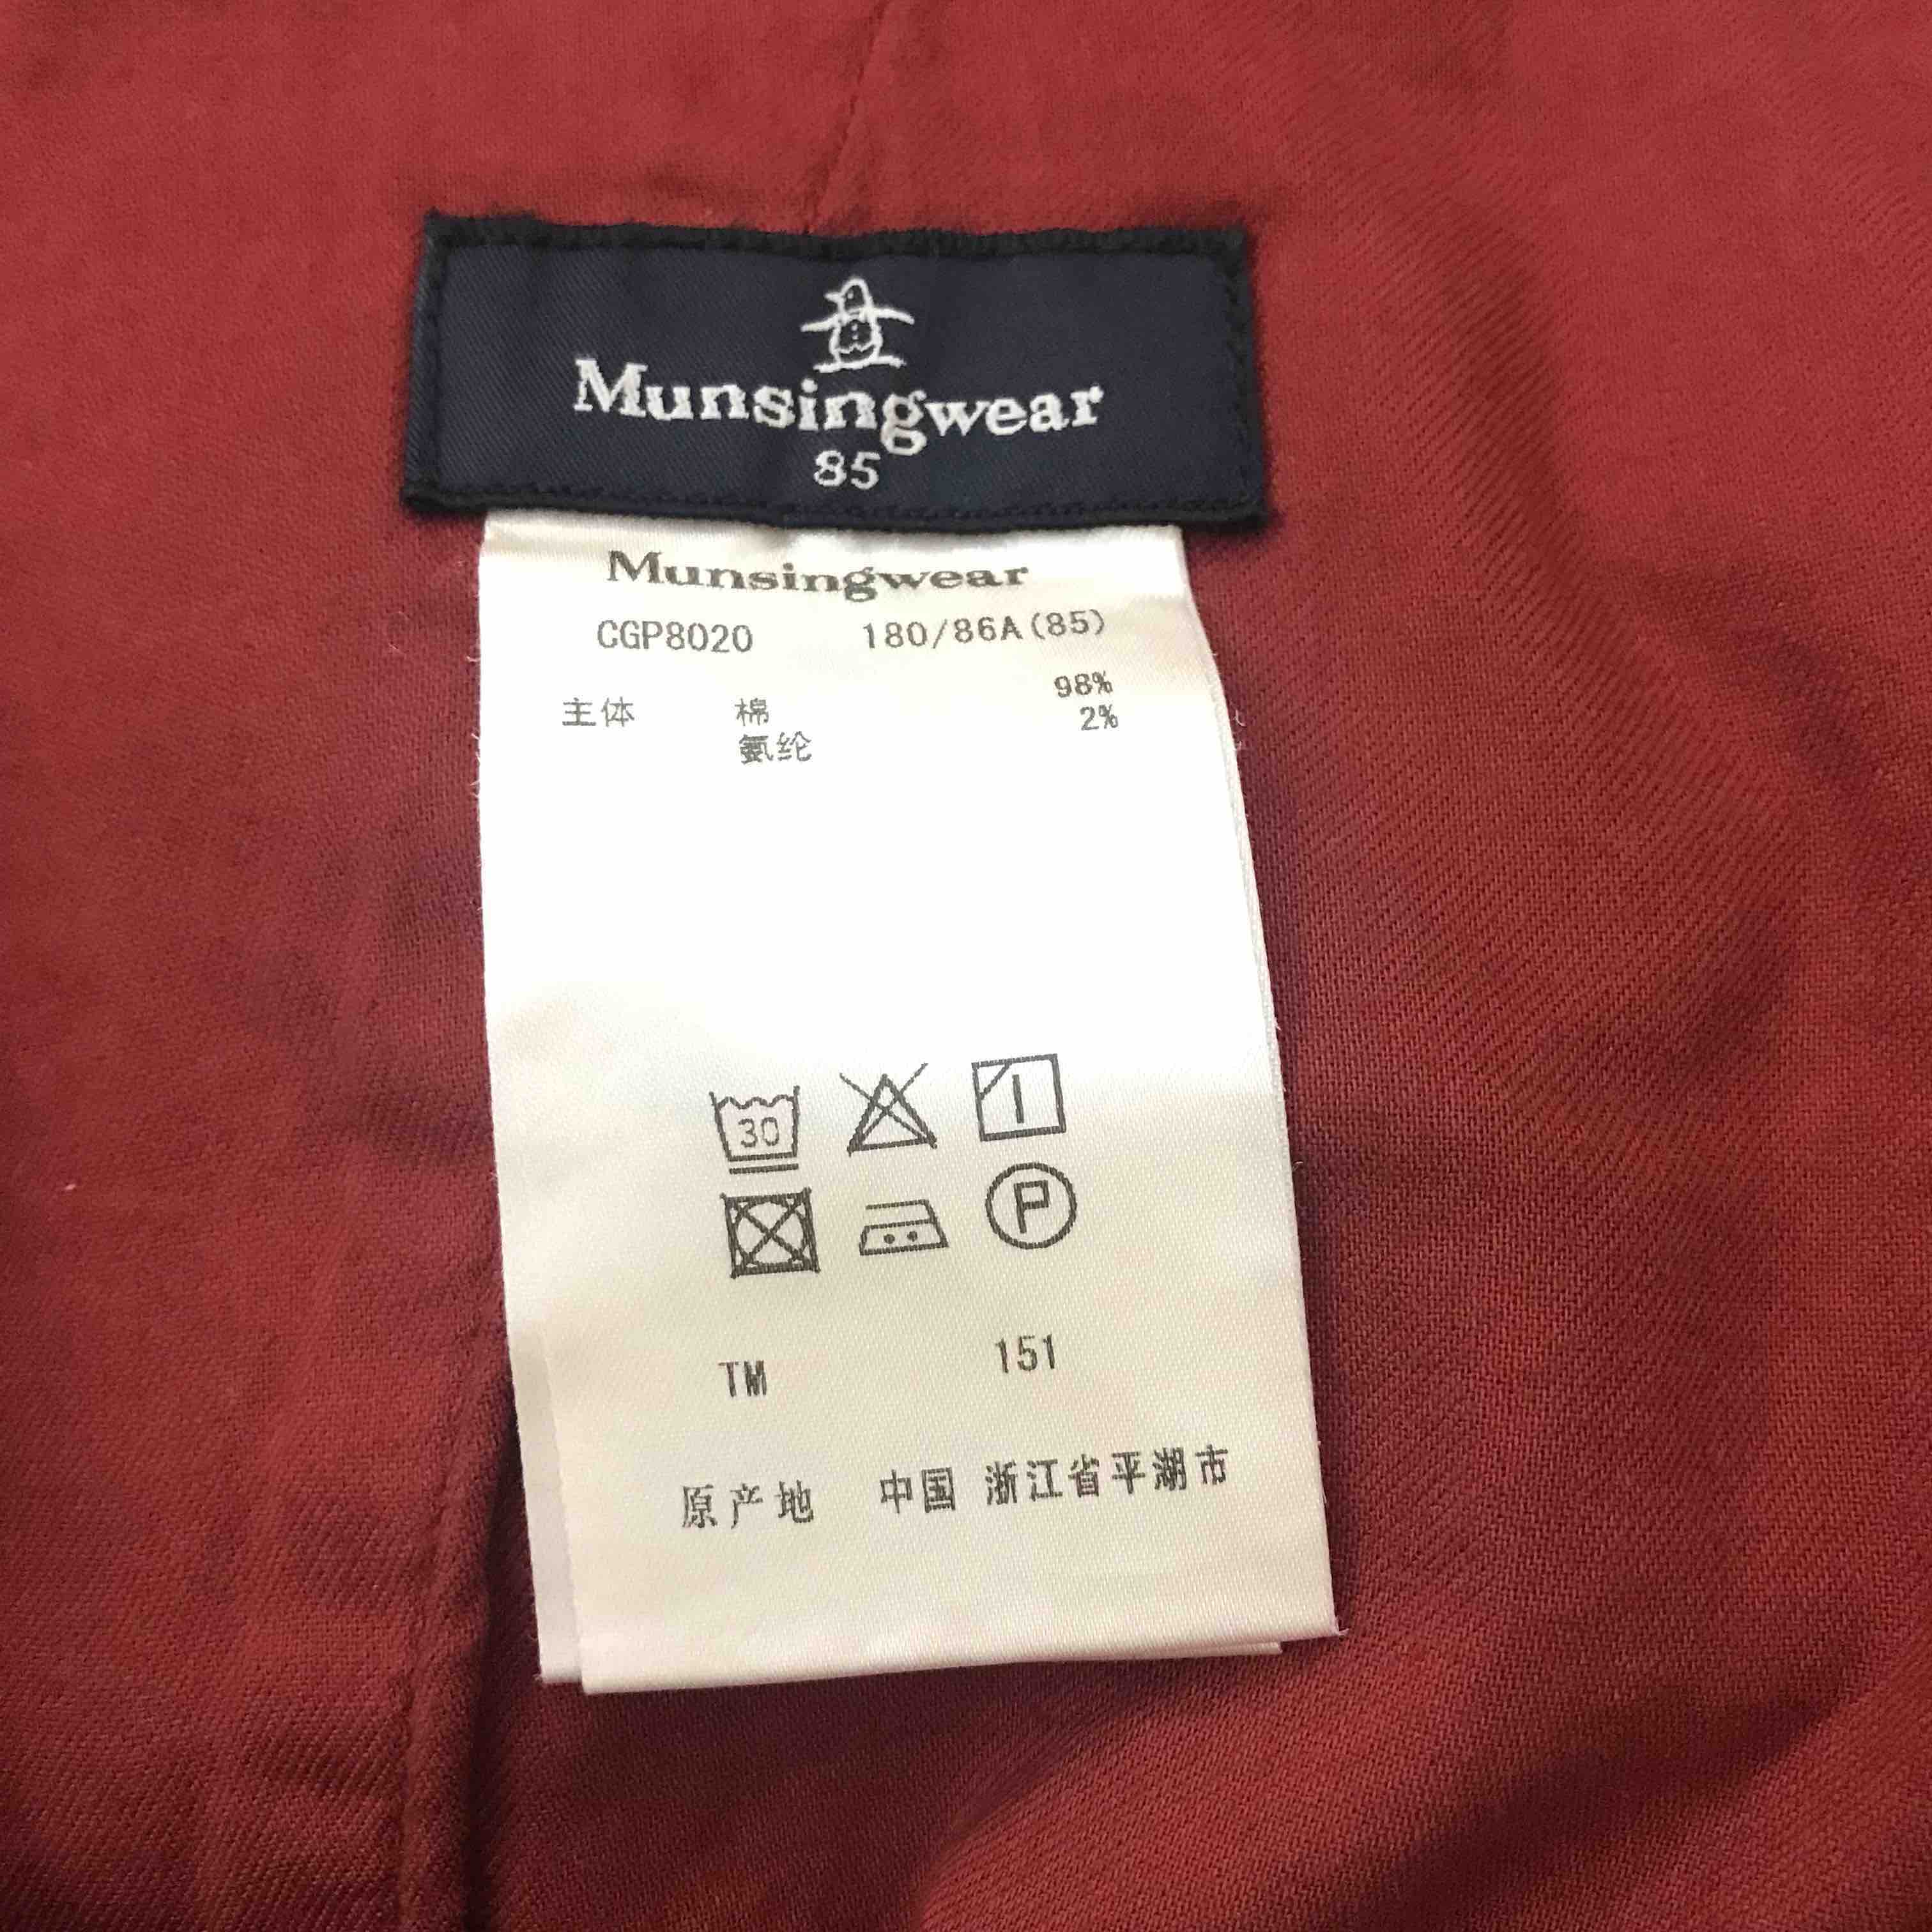 Munsingwear
85
Munsingwear
CGP8020 180/86A(85)
主体 棉 98%
氨纶 2%
30
P
TM 151
原产地 中国 浙江省平湖市